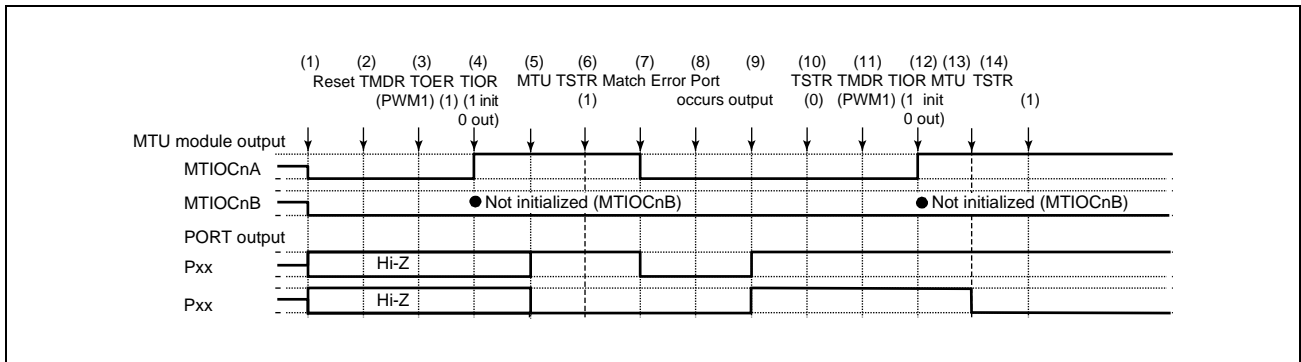 (1) (2) (3) (4) (5) (6) (7) (8) (9) (10) (11) (12) (13) (14)
Reset TMDR TOER TIOR MTU TSTR Match Error Port TSTR TMDR TIOR MTU TSTR
(PWM1) (1) (1 init (1) occurs output (0) (PWM1) (1 init (1)
0 out) 0 out)
MTU module output
MTIOCnA
MTIOCnB ● Not initialized (MTIOCnB) ● Not initialized (MTIOCnB)
PORT output
Pxx Hi-Z
Pxx Hi-Z